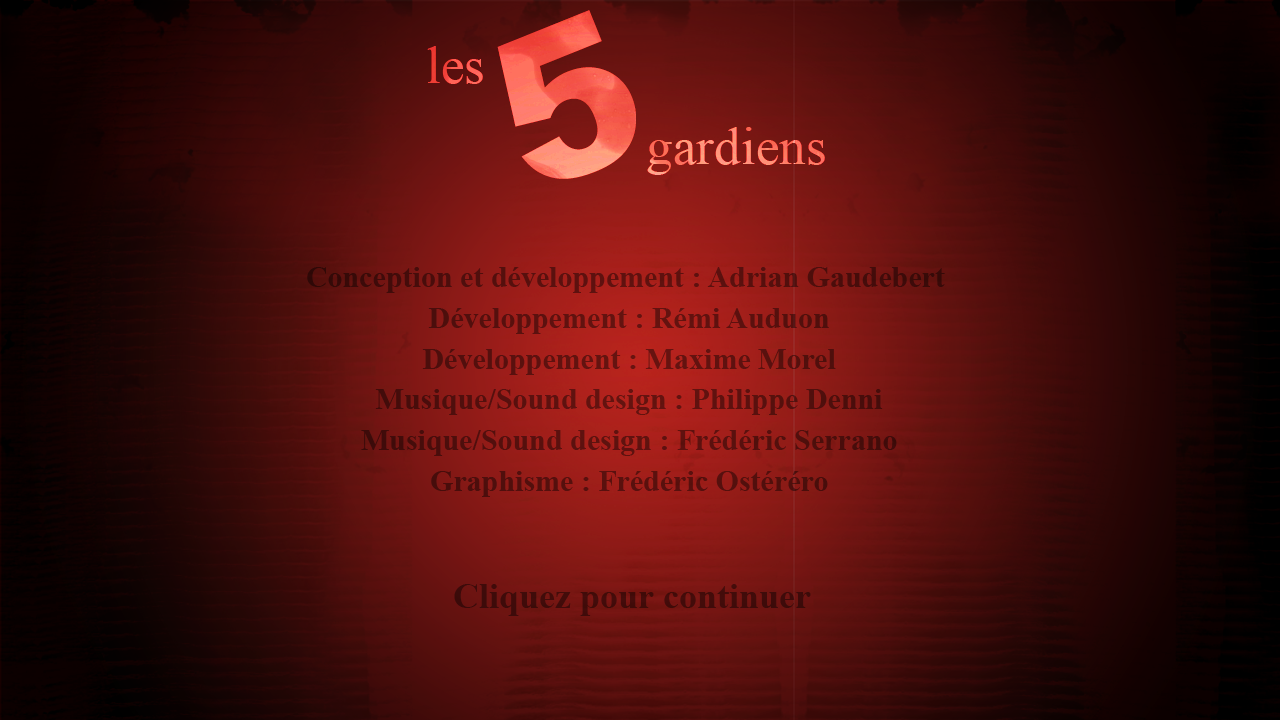 les 5 gardiens
Conception et développement : Adrian Gaudebert
Développement : Rémi Auduon
Développement : Maxime Morel
Musique/Sound design : Philippe Denni
Musique/Sound design : Frédéric Serrano
Graphisme : Frédéric Ostéréro
Cliquez pour continuer